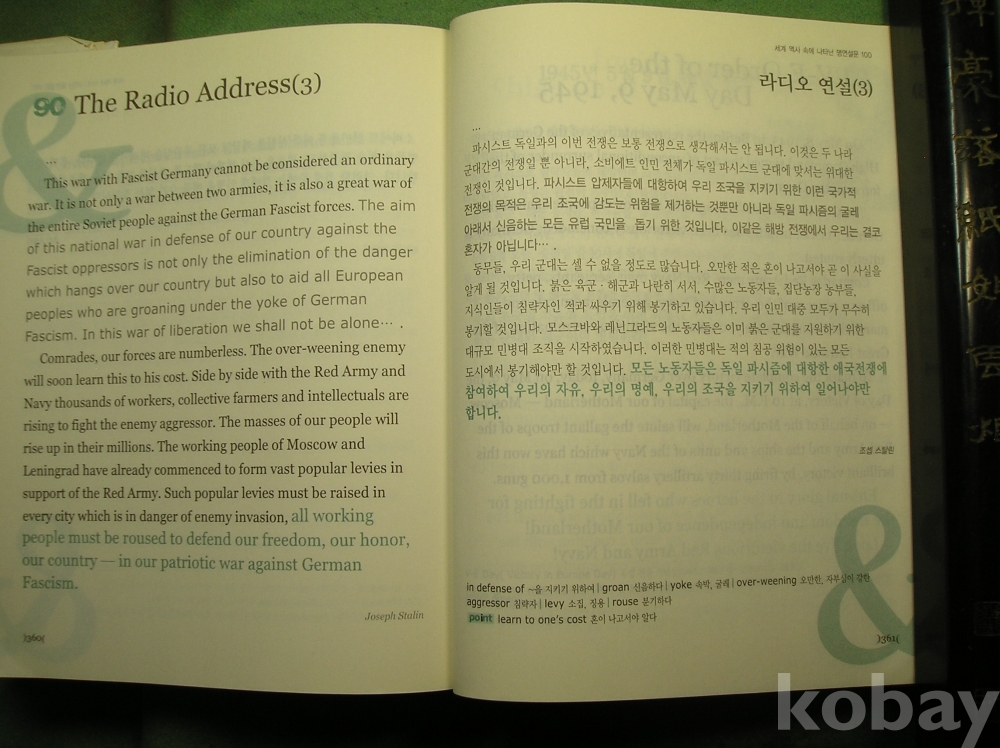 90 The Radio Address(3)
...
This war with Fascist Germany cannot be considered an ordinary
war. It is not only a war between two armies, it is also a great war of
the entire Soviet people against the German Fascist forces. The aim
of this national war in defense of our country against the
Fascist oppressors is not only the elimination of the danger
which hangs over our country but also to aid all European
peoples who are groaning under the yoke of German
Fascism. In this war of liberation we shall not be alone… .
Comrades, our forces are numberless. The over-weening enemy
will soon learn this to his cost. Side by side with the Red Army and
Navy thousands of workers, collective farmers and intellectuals are
rising to fight the enemy aggressor. The masses of our people will
rise up in their millions. The working people of Moscow and
Leningrad have already commenced to form vast popular levies in
support of the Red Army. Such popular levies must be raised in
every city which is in danger of enemy invasion, all working
people must be roused to defend our freedom, our honor,
our country — in our patriotic war against German
Fascism.
Joseph Stalin
)360(
세계 역사 속에 나타난 명연설문 100
라디오 연설(3)
...
파시스트 독일과의 이번 전쟁은 보통 전쟁으로 생각해서는 안 됩니다. 이것은 두 나라
군대간의 전쟁일 뿐 아니라, 소비에트 인민 전체가 독일 파시스트 군대에 맞서는 위대한
전쟁인 것입니다. 파시스트 압제자들에 대항하여 우리 조국을 지키기 위한 이런 국가적
전쟁의 목적은 우리 조국에 감도는 위험을 제거하는 것뿐만 아니라 독일 파시즘의 굴레
아래서 신음하는 모든 유럽 국민을 돕기 위한 것입니다. 이같은 해방 전쟁에서 우리는 결코
혼자가 아닙니다… .
동무들, 우리 군대는 셀 수 없을 정도로 많습니다. 오만한 적은 혼이 나고서야 곧 이 사실을
알게 될 것입니다. 붉은 육군 · 해군과 나란히 서서, 수많은 노동자들, 집단농장 농부들,
지식인들이 침략자인 적과 싸우기 위해 봉기하고 있습니다. 우리 인민 대중 모두가 무수히
봉기할 것입니다. 모스크바와 레닌그라드의 노동자들은 이미 붉은 군대를 지원하기 위한
대규모 민병대 조직을 시작하였습니다. 이러한 민병대는 적의 침공 위험이 있는 모든
도시에서 봉기해야만 할 것입니다. 모든 노동자들은 독일 파시즘에 대항한 애국전쟁에
참여하여 우리의 자유, 우리의 명예, 우리의 조국을 지키기 위하여 일어나야만
합니다.
조셉 스탈린
in defense of ~을 지키기 위하여 | groan 신음하다 | yoke 속박, 굴레 | over-weening 오만한, 자부심이 강한
aggressor 침략자 | levy 소집, 징용 | rouse 분기하다
point learn to one's cost 혼이 나고서야 알다
)361(
&
&
kobay